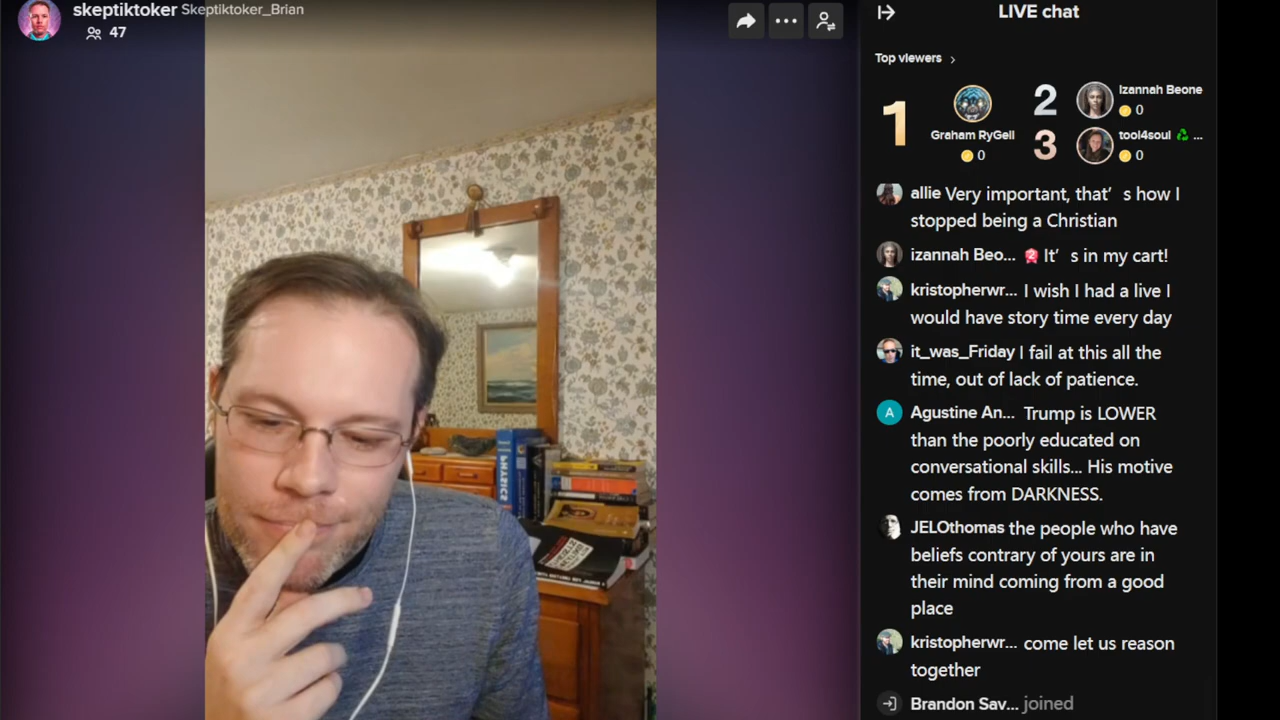 skeptiktoker Skeptiktoker_Brian
47
LIVE chat
Top viewers >
1
Graham RyGell
0
2
Izannah Beone
0
3
tool4soul ♻ ...
0
allie Very important, that' s how I
stopped being a Christian
izannah Beo... 2 It' s in my cart!
kristopherwr... I wish I had a live I
would have story time every day
it_was_Friday I fail at this all the
time, out of lack of patience.
A Agustine An... Trump is LOWER
than the poorly educated on
conversational skills... His motive
comes from DARKNESS.
JELOthomas the people who have
beliefs contrary of yours are in
their mind coming from a good
place
kristopherwr... come let us reason
together
Brandon Sav... joined
PHYSICS